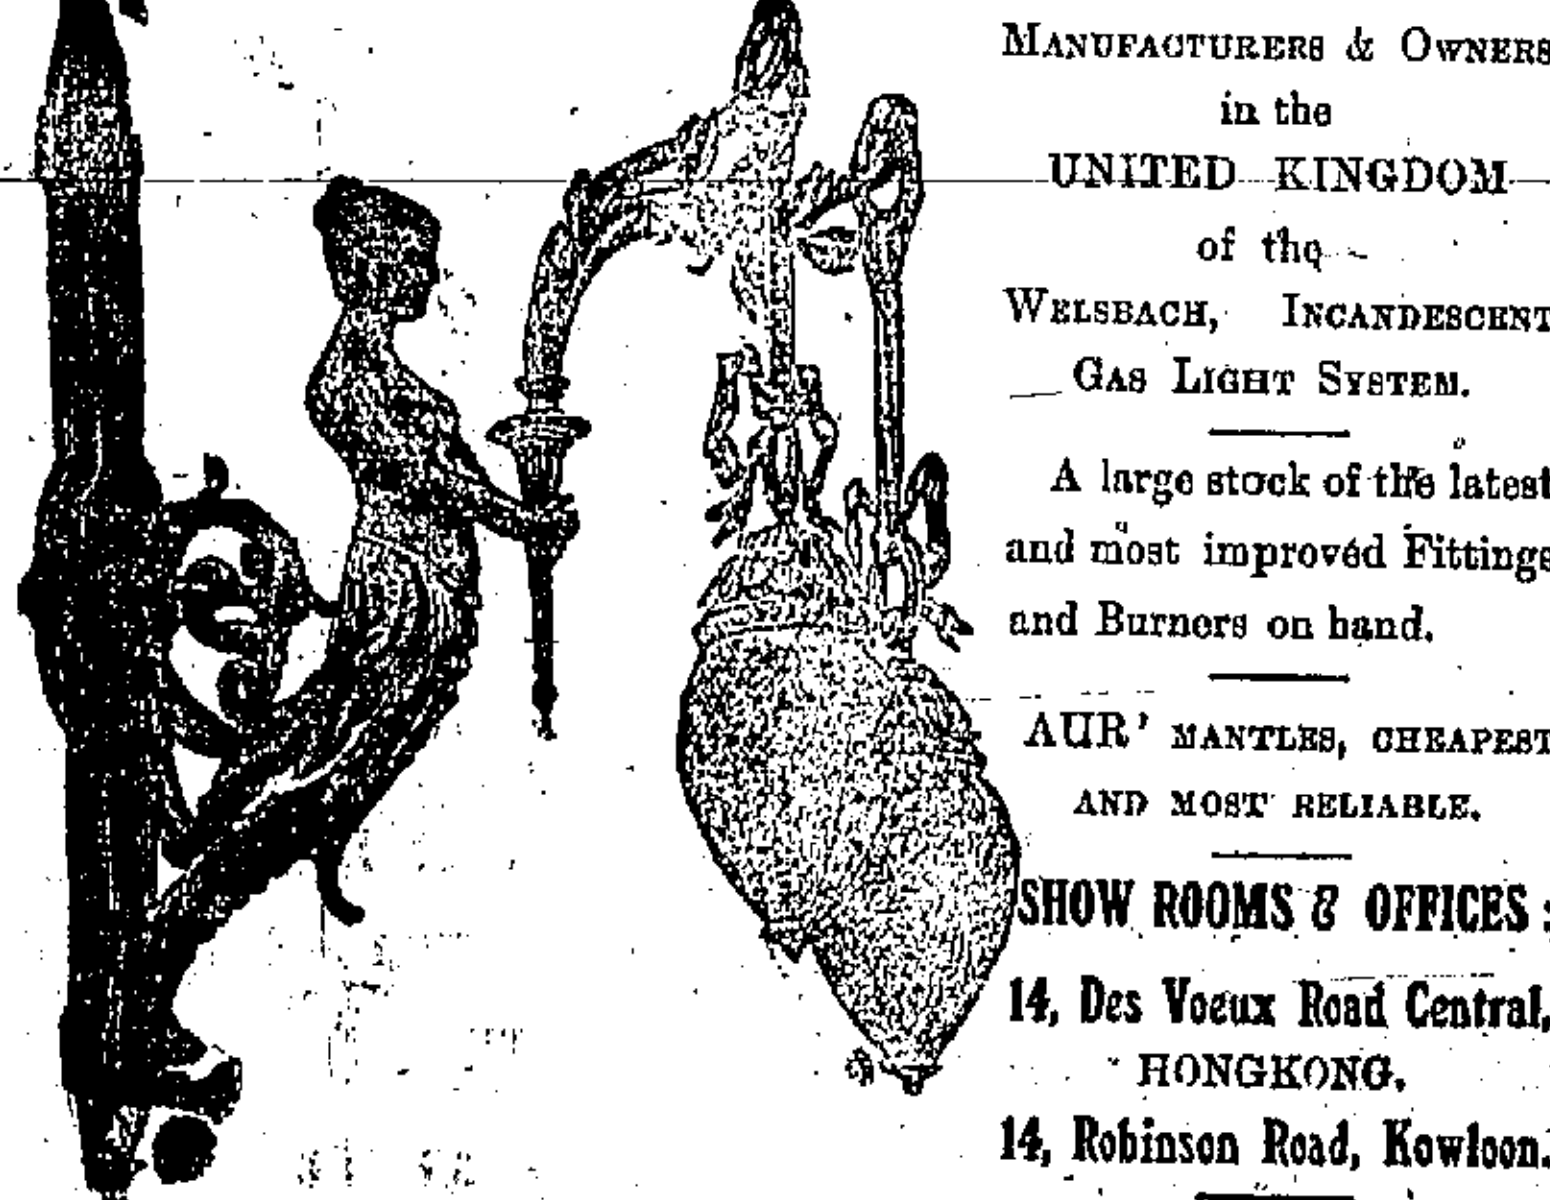 MANUFACTURERS & OWNERS
in the
UNITED KINGDOM
of the
WELSBACH, INCANDESCENT
GAS LIGHT SYSTEM.
A large stock of the latest
and most improved Fittings
and Burners on hand.
AUR' MANTLES, CHEAPEST
AND MOST RELIABLE.
SHOW ROOMS & OFFICES:
14, Des Voeux Road Central,
HONGKONG.
14, Robinson Road, Kowloon.